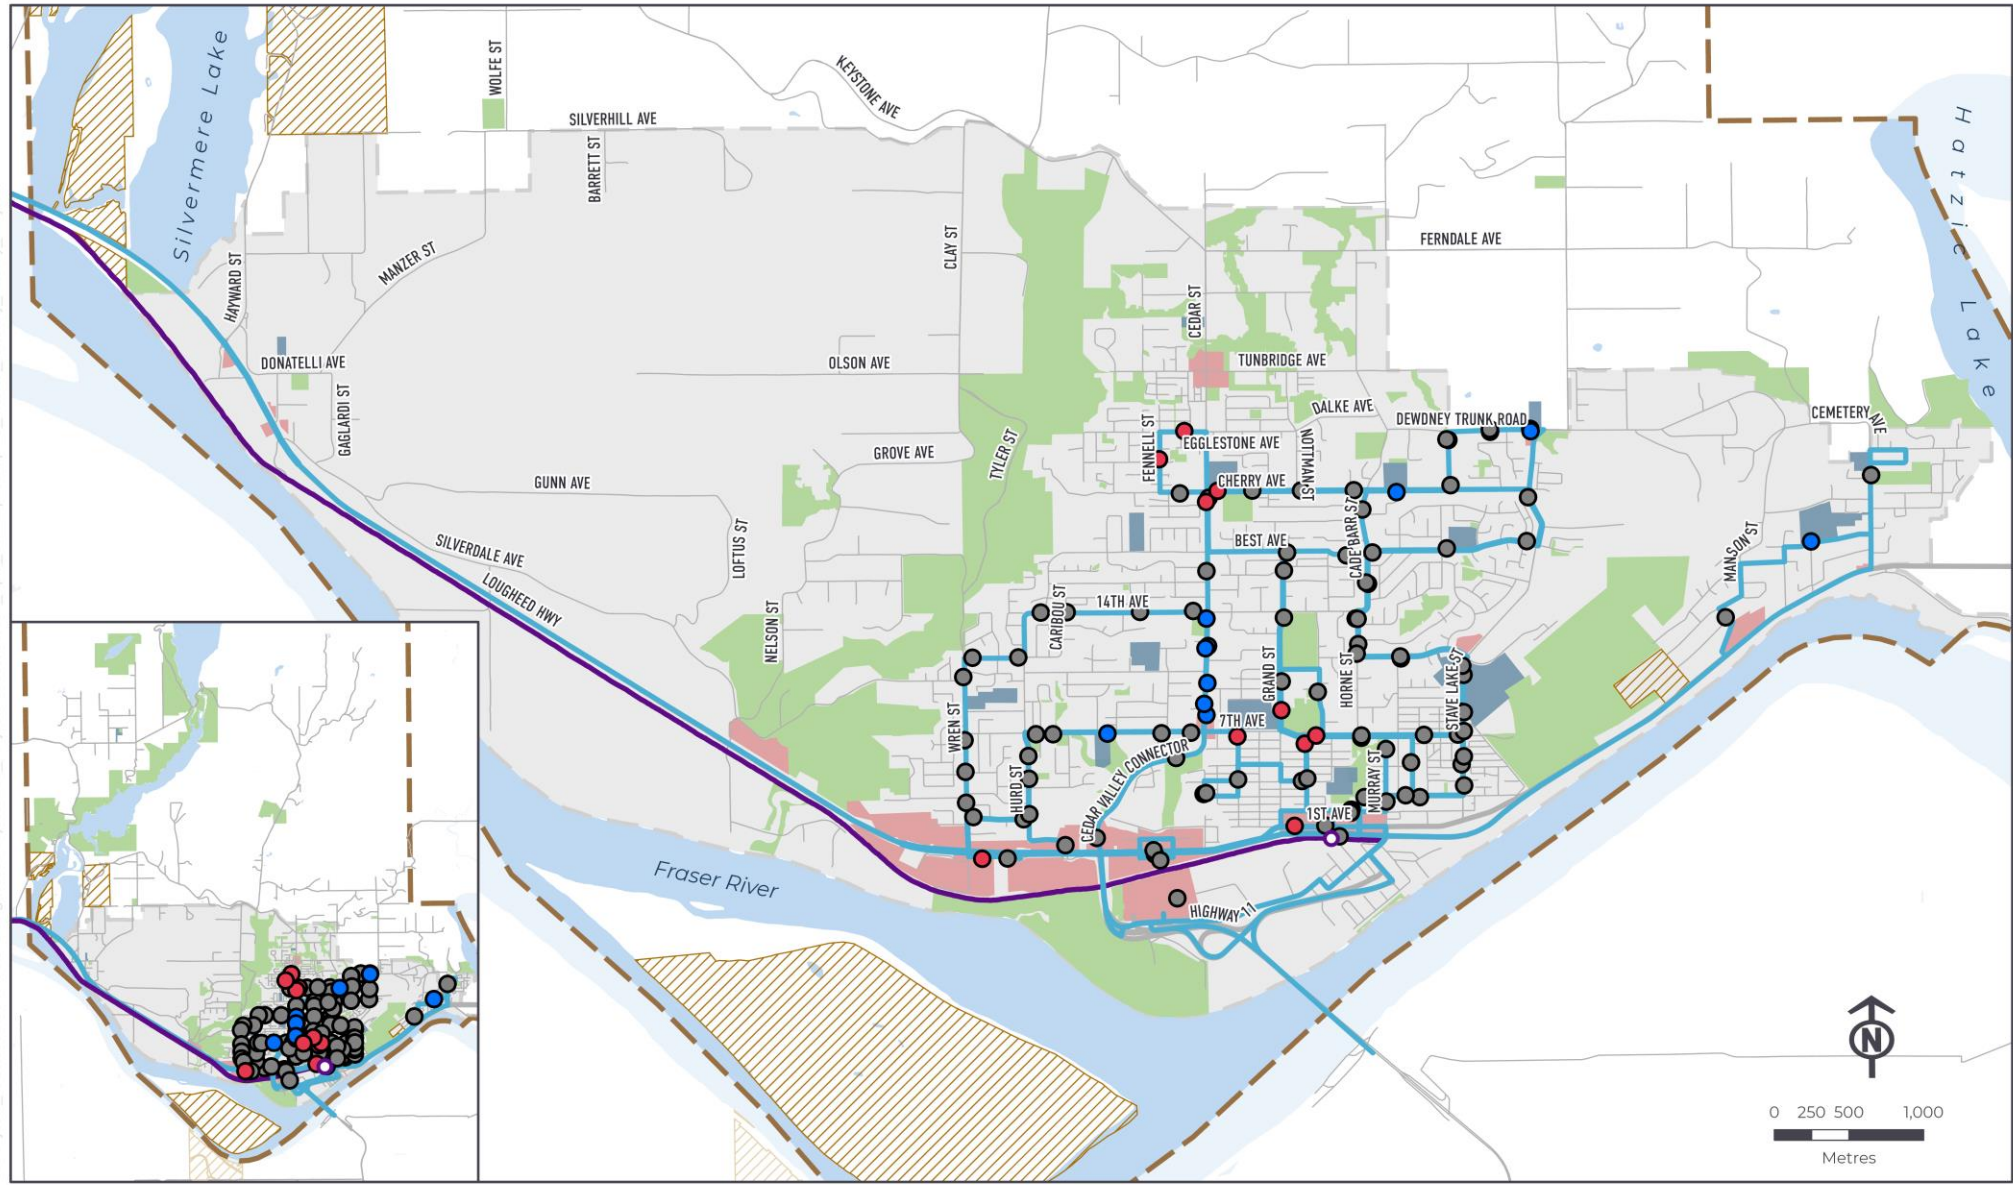 Silvermere Lake
WOLFE ST
KEYSTONE AVE
SILVERHILL AVE
BARRETT ST
Hatzic Lake
HAYWARD ST
MANZER ST
CLAY ST
FERNDALE AVE
CEDAR ST
DONATELLI AVE
OLSON AVE
TUNBRIDGE AVE
GAGLARDI ST
DALKE AVE
DEWDNEY TRUNK ROAD
CEMETERY AVE
FENNELL ST
EGGLESTONE AVE
NOTTMAN ST
TYLER ST
GROVE AVE
GUNN AVE
CHERRY AVE
CADE BARR ST
LOFTUS ST
BEST AVE
MANSON ST
SILVERDALE AVE
LOUGHEED HWY
NELSON ST
CARIBOU ST
14TH AVE
GRAND ST
HORNE ST
STAVE LAKE ST
WREN ST
7TH AVE
HURD ST
CEDAR VALLEY CONNECTOR
MURRAY ST
1ST AVE
Fraser River
HIGHWAY 11
N
0 250 500 1,000
Metres